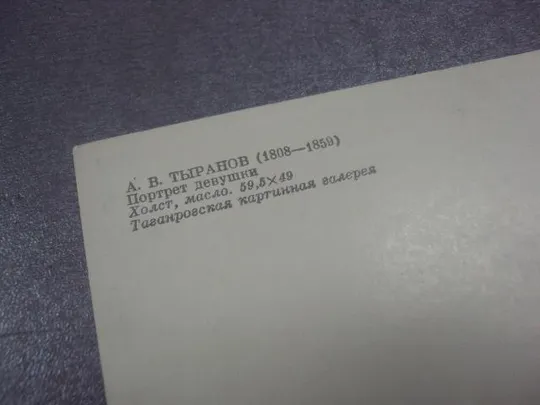 А. В. ТЫРАНОВ (1808—1859)
Портрет девушки
Холст, масло. 59,5×49
Таганрогская картинная галерея